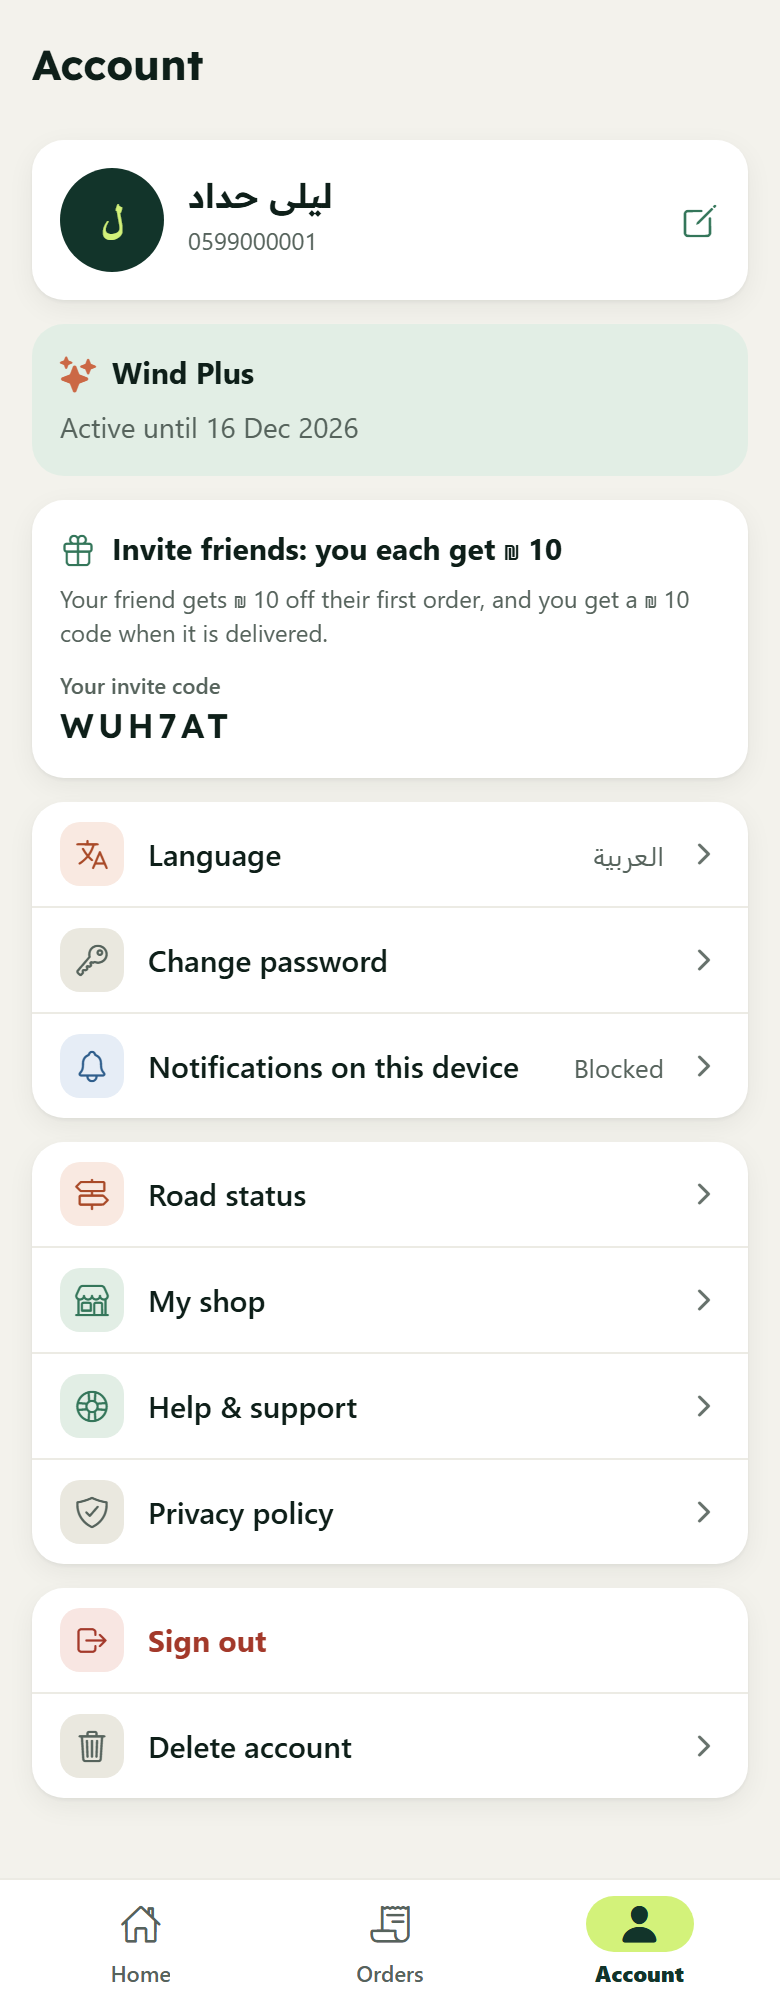 Account
ل
ليلى حداد
0599000001
Wind Plus
Active until 16 Dec 2026
Invite friends: you each get ₪ 10
Your friend gets ₪ 10 off their first order, and you get a ₪ 10
code when it is delivered.
Your invite code
WUH7AT
Language العربية
Change password
Notifications on this device Blocked
Road status
My shop
Help & support
Privacy policy
Sign out
Delete account
Home Orders Account